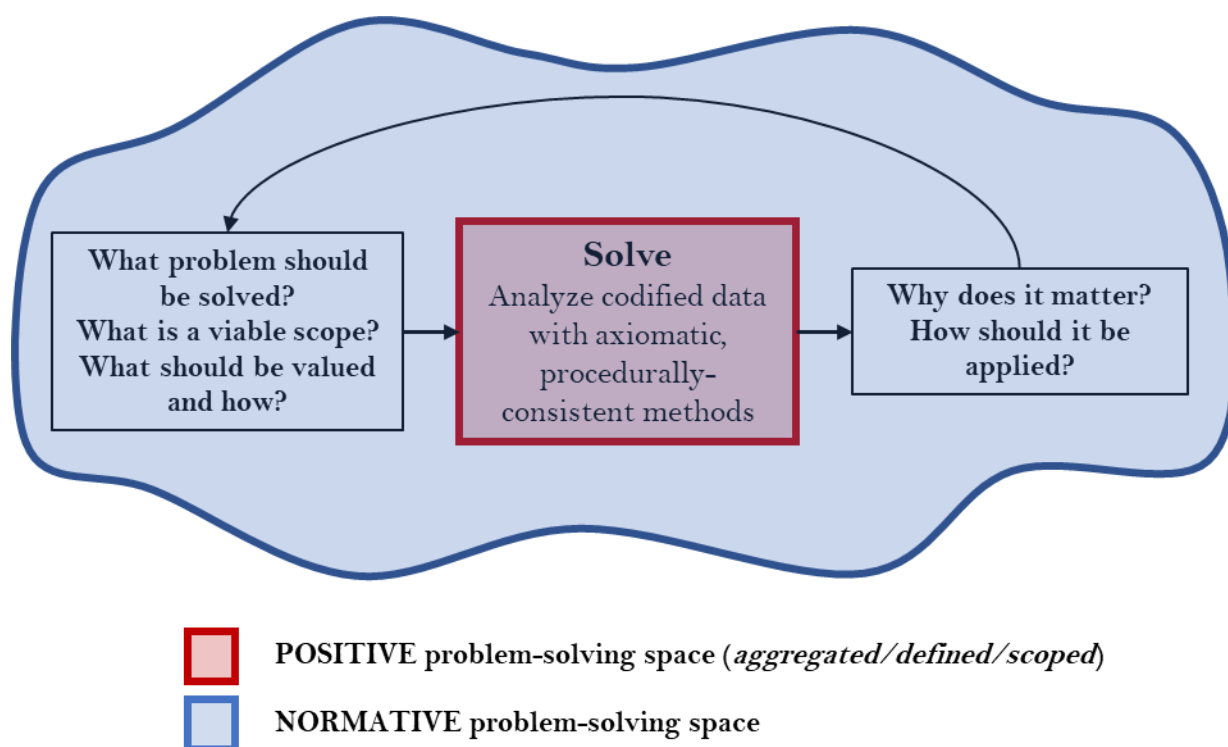 What problem should
be solved?
What is a viable scope?
What should be valued
and how?
Solve
Analyze codified data
with axiomatic,
procedurally-
consistent methods
Why does it matter?
How should it be
applied?
POSITIVE problem-solving space (aggregated/defined/scoped)
NORMATIVE problem-solving space